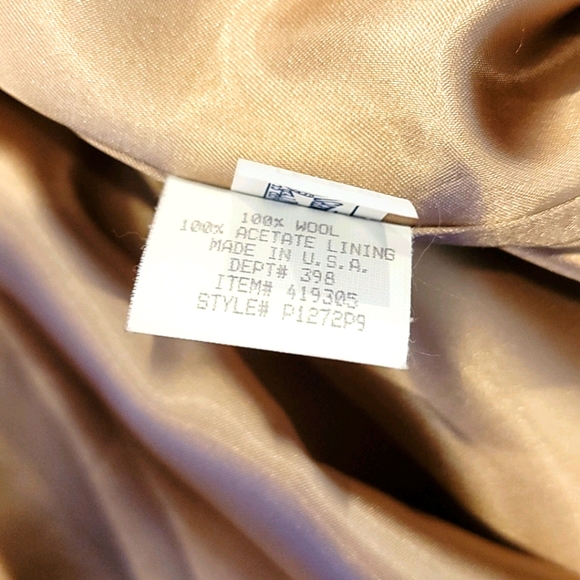 100% WOOL
100% ACETATE LINING
MADE IN U.S.A.
DEPT# 398
ITEM# 419305
STYLE# P1272P9